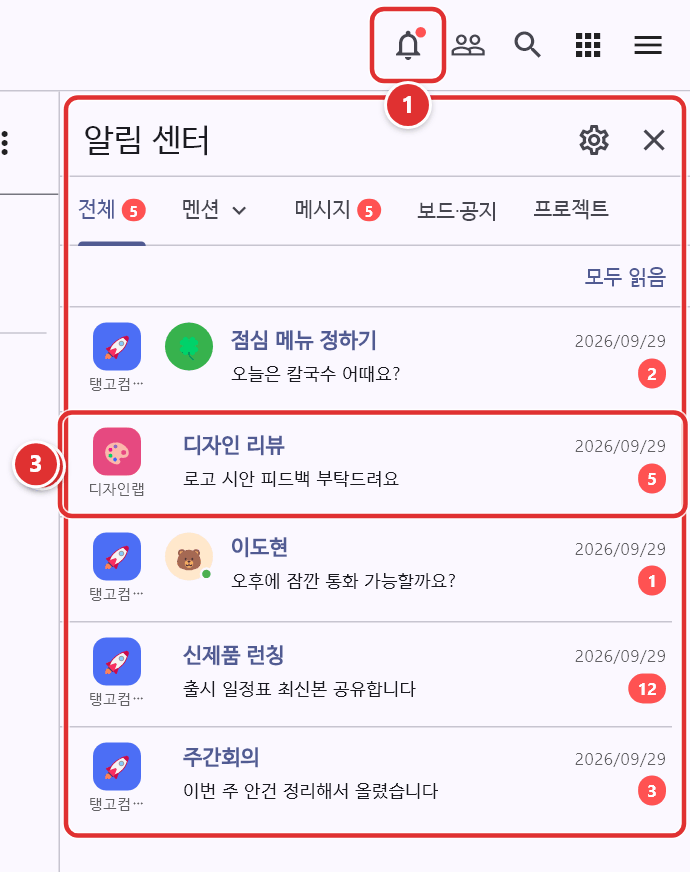 1
알림 센터
전체 5 멘션 메시지 5 보드·공지 프로젝트
모두 읽음
점심 메뉴 정하기 2026/09/29
오늘은 칼국수 어때요? 2
탱고컴…
디자인 리뷰 2026/09/29
3
로고 시안 피드백 부탁드려요 5
디자인랩
이도현 2026/09/29
오후에 잠깐 통화 가능할까요? 1
탱고컴…
신제품 런칭 2026/09/29
출시 일정표 최신본 공유합니다 12
탱고컴…
주간회의 2026/09/29
이번 주 안건 정리해서 올렸습니다 3
탱고컴…